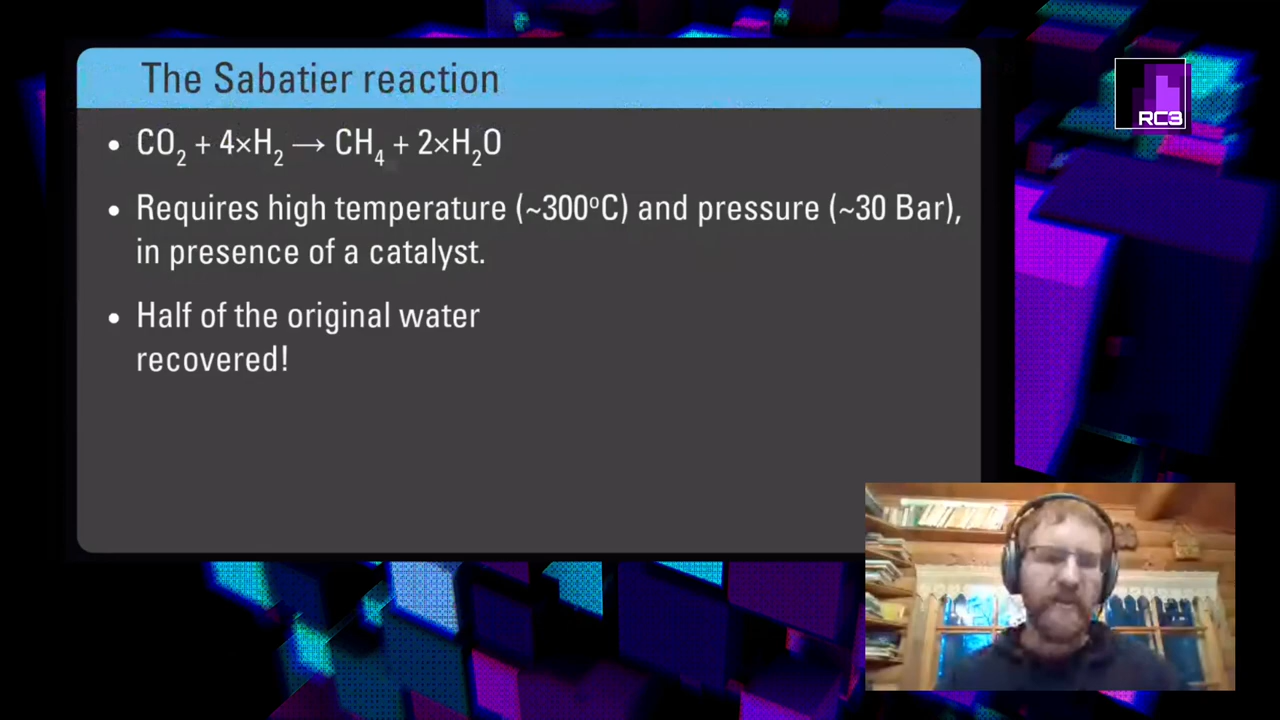 The Sabatier reaction
RC3
• CO₂ + 4×H₂ → CH₄ + 2×H₂O
• Requires high temperature (~300ºC) and pressure (~30 Bar),
in presence of a catalyst.
• Half of the original water
recovered!